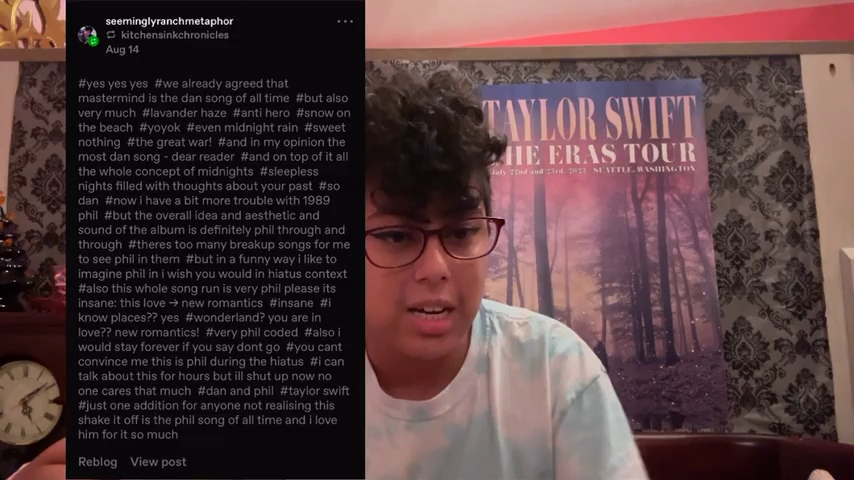 seeminglyranchmetaphor
kitchensinkchronicles
Aug 14
#yes yes yes #we already agreed that
mastermind is the dan song of all time #but also
very much #lavander haze #anti hero #snow on
the beach #yoyok #even midnight rain #sweet
nothing #the great war! #and in my opinion the
most dan song - dear reader #and on top of it all
the whole concept of midnights #sleepless
nights filled with thoughts about your past #so
dan #now i have a bit more trouble with 1989
phil #but the overall idea and aesthetic and
sound of the album is definitely phil through and
through #theres too many breakup songs for me
to see phil in them #but in a funny way i like to
imagine phil in i wish you would in hiatus context
#also this whole song run is very phil please its
insane: this love → new romantics #insane #i
know places?? yes #wonderland? you are in
love?? new romantics! #very phil coded #also i
would stay forever if you say dont go #you cant
convince me this is phil during the hiatus #i can
talk about this for hours but ill shut up now no
one cares that much #dan and phil #taylor swift
#just one addition for anyone not realising this
shake it off is the phil song of all time and i love
him for it so much
Reblog View post
TAYLOR SWIFT
HE ERAS TOUR
July 22nd and 23rd, 2023 SEATTLE, WASHINGTON